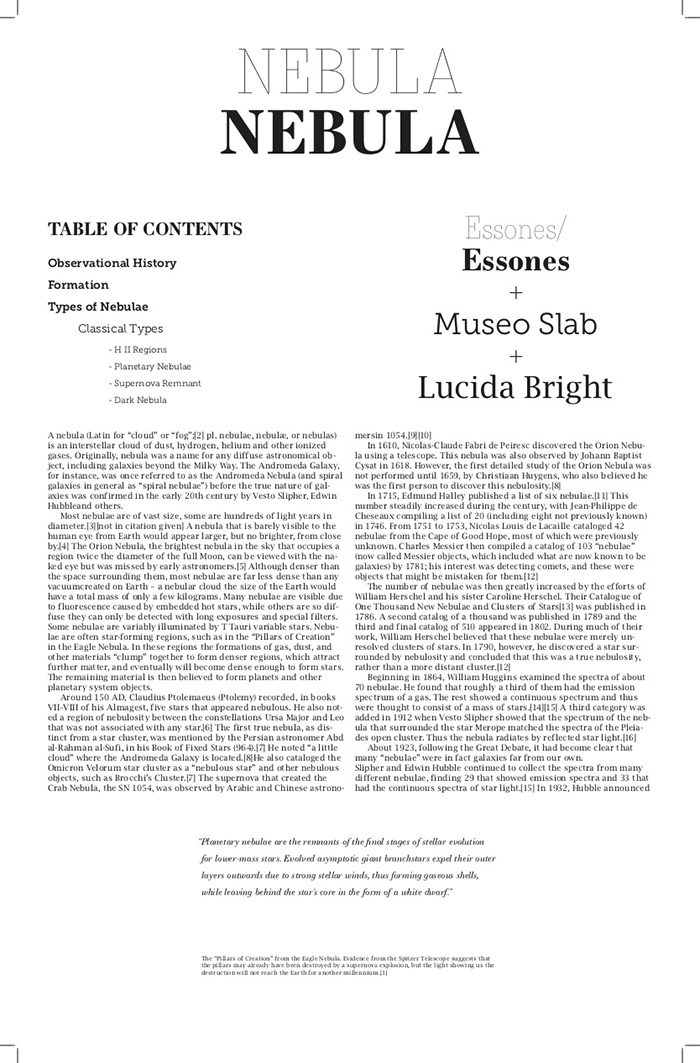 NEBULA
NEBULA
TABLE OF CONTENTS
Observational History
Formation
Types of Nebulae
Classical Types
- H II Regions
- Planetary Nebulae
- Supernova Remnant
- Dark Nebula
Essones/
Essones
+
Museo Slab
+
Lucida Bright
A nebula (Latin for “cloud” or “fog”;[2] pl. nebulae, nebulæ, or nebulas)
is an interstellar cloud of dust, hydrogen, helium and other ionized
gases. Originally, nebula was a name for any diffuse astronomical ob-
ject, including galaxies beyond the Milky Way. The Andromeda Galaxy,
for instance, was once referred to as the Andromeda Nebula (and spiral
galaxies in general as “spiral nebulae”) before the true nature of gal-
axies was confirmed in the early 20th century by Vesto Slipher, Edwin
Hubbleand others.
Most nebulae are of vast size, some are hundreds of light years in
diameter.[3][not in citation given] A nebula that is barely visible to the
human eye from Earth would appear larger, but no brighter, from close
by.[4] The Orion Nebula, the brightest nebula in the sky that occupies a
region twice the diameter of the full Moon, can be viewed with the na-
ked eye but was missed by early astronomers.[5] Although denser than
the space surrounding them, most nebulae are far less dense than any
vacuumcreated on Earth – a nebular cloud the size of the Earth would
have a total mass of only a few kilograms. Many nebulae are visible due
to fluorescence caused by embedded hot stars, while others are so dif-
fuse they can only be detected with long exposures and special filters.
Some nebulae are variably illuminated by T Tauri variable stars. Nebu-
lae are often star-forming regions, such as in the “Pillars of Creation”
in the Eagle Nebula. In these regions the formations of gas, dust, and
other materials “clump” together to form denser regions, which attract
further matter, and eventually will become dense enough to form stars.
The remaining material is then believed to form planets and other
planetary system objects.
Around 150 AD, Claudius Ptolemaeus (Ptolemy) recorded, in books
VII-VIII of his Almagest, five stars that appeared nebulous. He also not-
ed a region of nebulosity between the constellations Ursa Major and Leo
that was not associated with any star.[6] The first true nebula, as dis-
tinct from a star cluster, was mentioned by the Persian astronomer Abd
al-Rahman al-Sufi, in his Book of Fixed Stars (964).[7] He noted “a little
cloud” where the Andromeda Galaxy is located.[8]He also cataloged the
Omicron Velorum star cluster as a “nebulous star” and other nebulous
objects, such as Brocchi’s Cluster.[7] The supernova that created the
Crab Nebula, the SN 1054, was observed by Arabic and Chinese astrono-
mersin 1054.[9][10]
In 1610, Nicolas-Claude Fabri de Peiresc discovered the Orion Nebu-
la using a telescope. This nebula was also observed by Johann Baptist
Cysat in 1618. However, the first detailed study of the Orion Nebula was
not performed until 1659, by Christiaan Huygens, who also believed he
was the first person to discover this nebulosity.[8]
In 1715, Edmund Halley published a list of six nebulae.[11] This
number steadily increased during the century, with Jean-Philippe de
Cheseaux compiling a list of 20 (including eight not previously known)
in 1746. From 1751 to 1753, Nicolas Louis de Lacaille cataloged 42
nebulae from the Cape of Good Hope, most of which were previously
unknown. Charles Messier then compiled a catalog of 103 “nebulae”
(now called Messier objects, which included what are now known to be
galaxies) by 1781; his interest was detecting comets, and these were
objects that might be mistaken for them.[12]
The number of nebulae was then greatly increased by the efforts of
William Herschel and his sister Caroline Herschel. Their Catalogue of
One Thousand New Nebulae and Clusters of Stars[13] was published in
1786. A second catalog of a thousand was published in 1789 and the
third and final catalog of 510 appeared in 1802. During much of their
work, William Herschel believed that these nebulae were merely un-
resolved clusters of stars. In 1790, however, he discovered a star sur-
rounded by nebulosity and concluded that this was a true nebulosity,
rather than a more distant cluster.[12]
Beginning in 1864, William Huggins examined the spectra of about
70 nebulae. He found that roughly a third of them had the emission
spectrum of a gas. The rest showed a continuous spectrum and thus
were thought to consist of a mass of stars.[14][15] A third category was
added in 1912 when Vesto Slipher showed that the spectrum of the neb-
ula that surrounded the star Merope matched the spectra of the Pleia-
des open cluster. Thus the nebula radiates by reflected star light.[16]
About 1923, following the Great Debate, it had become clear that
many “nebulae” were in fact galaxies far from our own.
Slipher and Edwin Hubble continued to collect the spectra from many
different nebulae, finding 29 that showed emission spectra and 33 that
had the continuous spectra of star light.[15] In 1932, Hubble announced
"Planetary nebulae are the remnants of the final stages of stellar evolution
for lower-mass stars. Evolved asymptotic giant branchstars expel their outer
layers outwards due to strong stellar winds, thus forming gaseous shells,
while leaving behind the star's core in the form of a white dwarf."
The “Pillars of Creation” from the Eagle Nebula. Evidence from the Spitzer Telescope suggests that
the pillars may already have been destroyed by a supernova explosion, but the light showing us the
destruction will not reach the Earth for another millennium.[1]